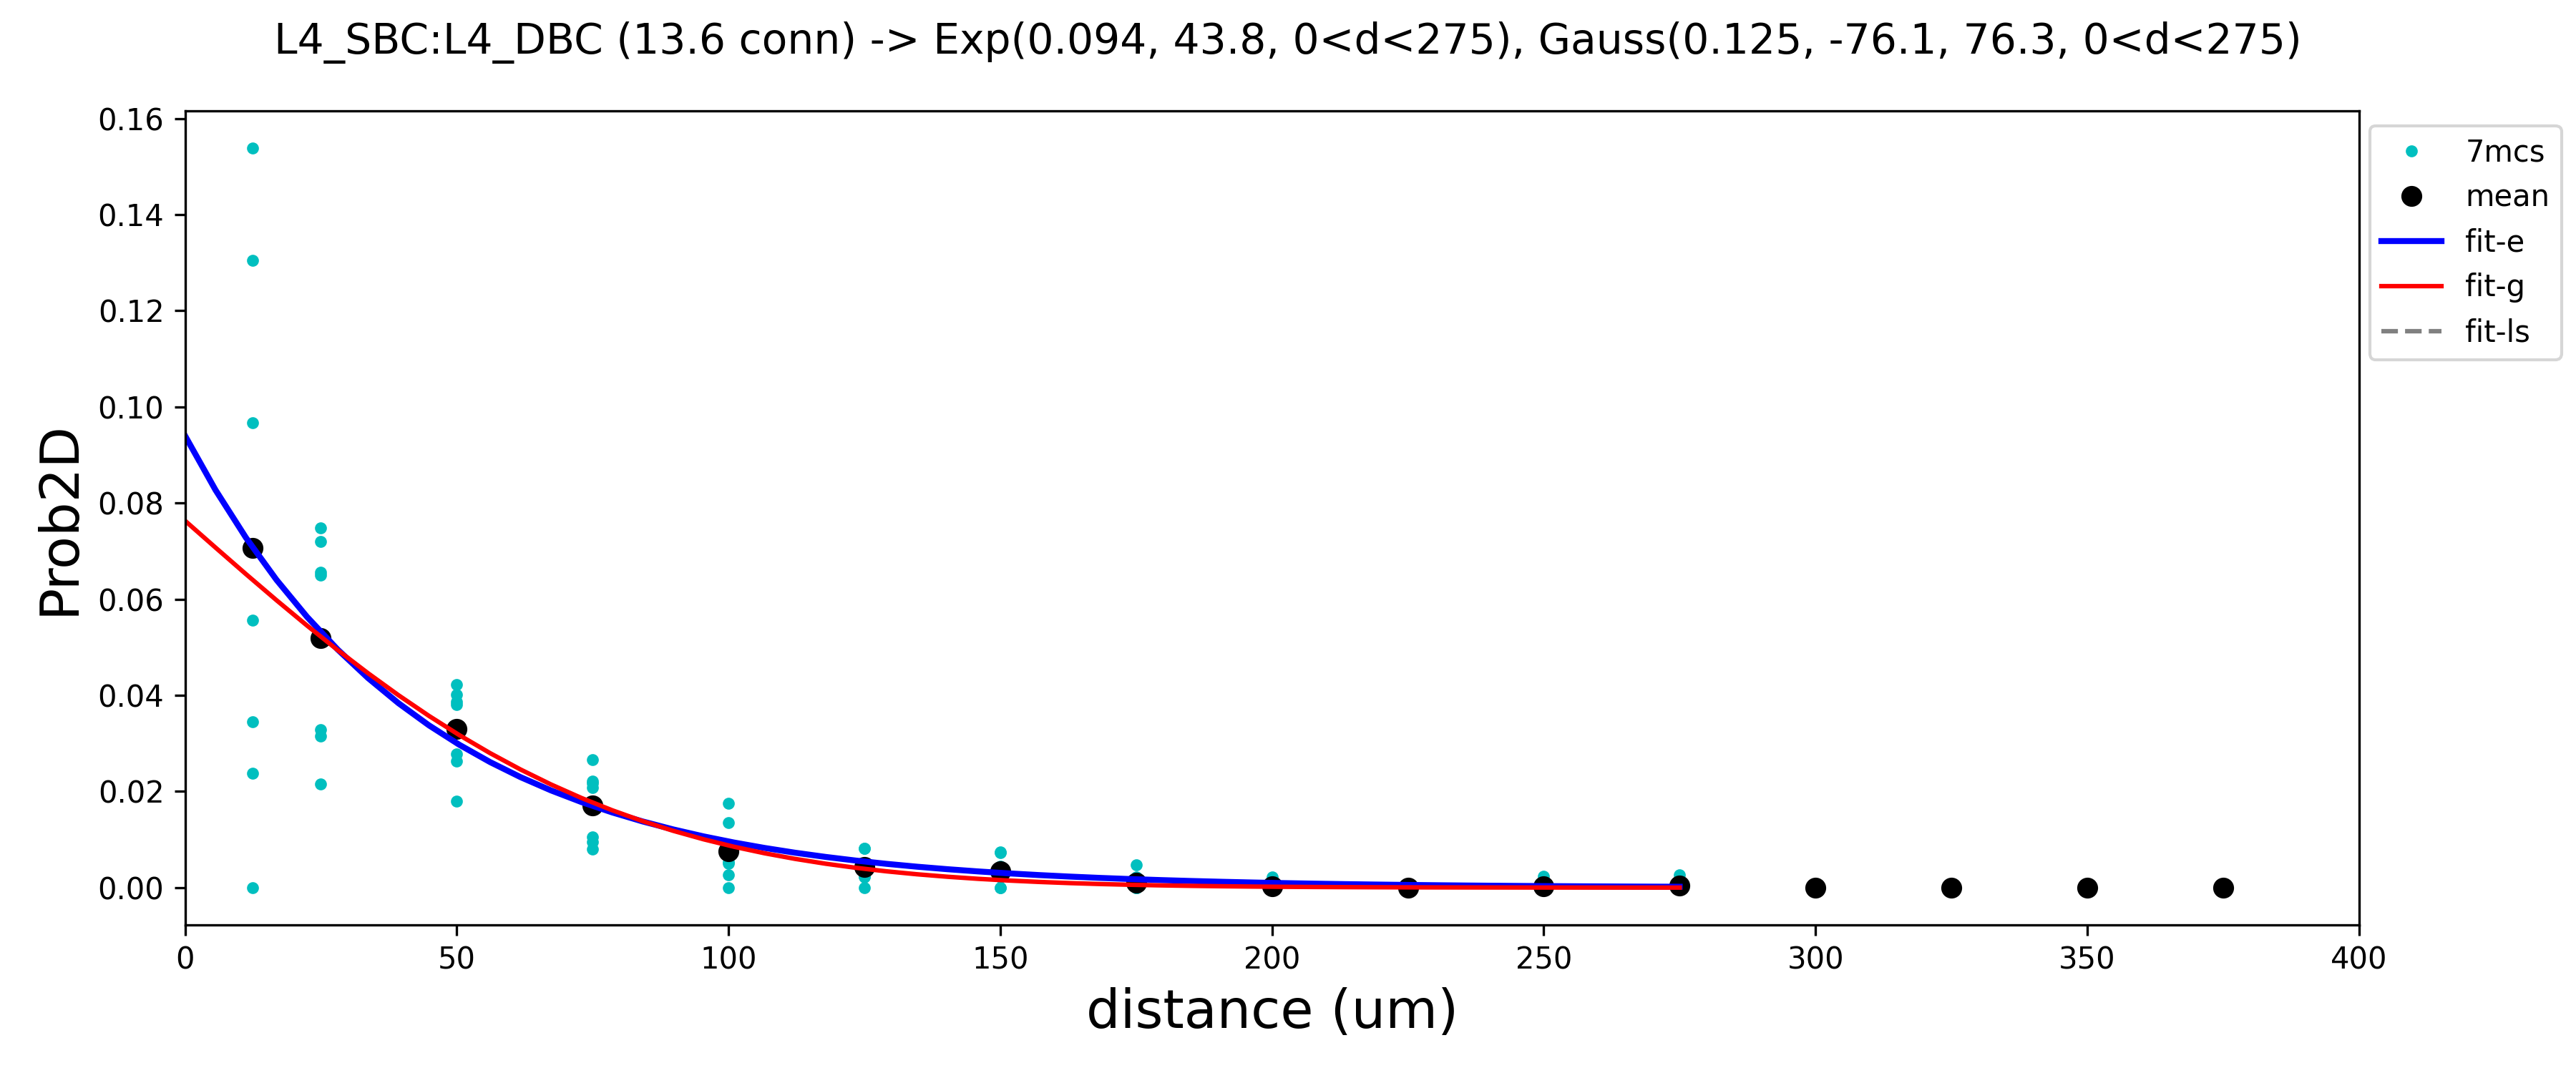 L4_SBC:L4_DBC (13.6 conn) -> Exp(0.094, 43.8, 0<d<275), Gauss(0.125, -76.1, 76.3, 0<d<275)
0.16
0.14
0.12
0.10
0.08
0.06
0.04
0.02
0.00
Prob2D
0 50 100 150 200 250 300 350 400
distance (um)
7mcs
mean
fit-e
fit-g
fit-ls